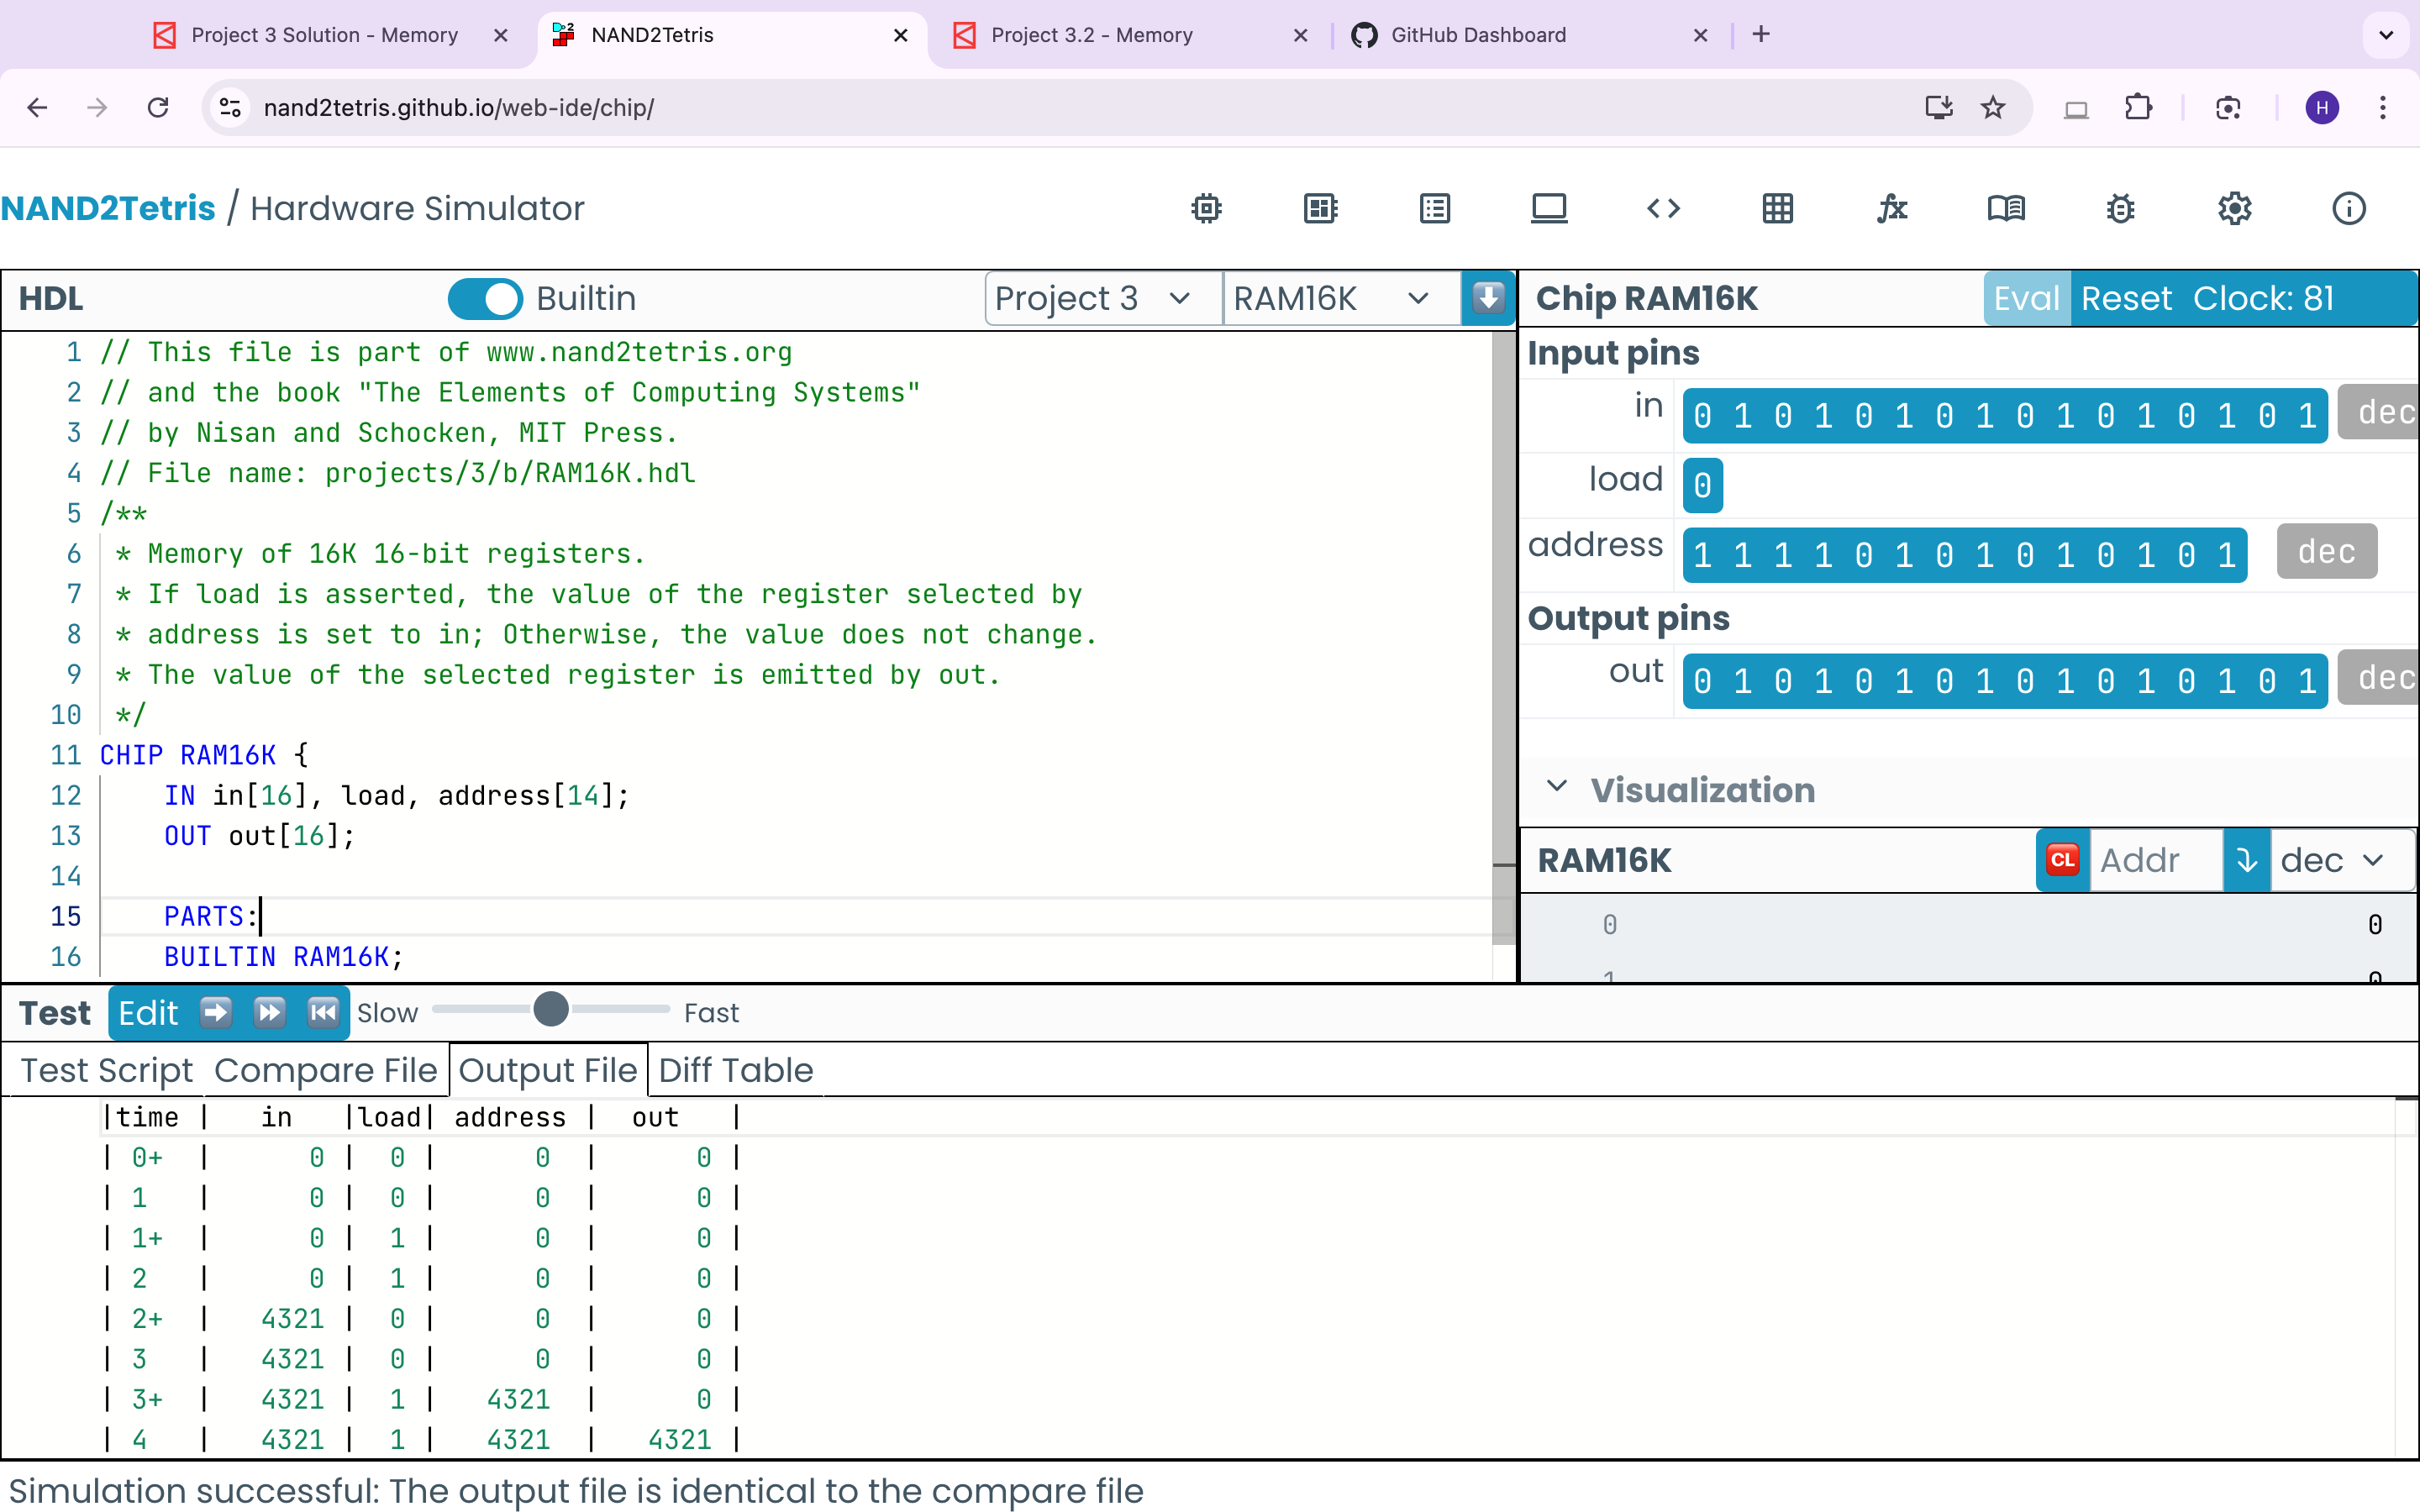 Project 3 Solution - Memory
NAND2Tetris
Project 3.2 - Memory
GitHub Dashboard
nand2tetris.github.io/web-ide/chip/
H
NAND2Tetris / Hardware Simulator
HDL
Builtin
Project 3
RAM16K
Chip RAM16K
Eval
Reset
Clock: 81
1 // This file is part of www.nand2tetris.org
2 // and the book "The Elements of Computing Systems"
3 // by Nisan and Schocken, MIT Press.
4 // File name: projects/3/b/RAM16K.hdl
5 /**
6 * Memory of 16K 16-bit registers.
7 * If load is asserted, the value of the register selected by
8 * address is set to in; Otherwise, the value does not change.
9 * The value of the selected register is emitted by out.
10 */
11 CHIP RAM16K {
12 IN in[16], load, address[14];
13 OUT out[16];
14
15 PARTS:
16 BUILTIN RAM16K;
Input pins
in 0 1 0 1 0 1 0 1 0 1 0 1 0 1 0 1 dec
load 0
address 1 1 1 1 0 1 0 1 0 1 0 1 0 1 dec
Output pins
out 0 1 0 1 0 1 0 1 0 1 0 1 0 1 0 1 dec
Visualization
RAM16K CL Addr dec
0 0
1 0
Test Edit Slow Fast
Test Script Compare File Output File Diff Table
|time | in |load| address | out |
| 0+ | 0 | 0 | 0 | 0 |
| 1 | 0 | 0 | 0 | 0 |
| 1+ | 0 | 1 | 0 | 0 |
| 2 | 0 | 1 | 0 | 0 |
| 2+ | 4321 | 0 | 0 | 0 |
| 3 | 4321 | 0 | 0 | 0 |
| 3+ | 4321 | 1 | 4321 | 0 |
| 4 | 4321 | 1 | 4321 | 4321 |
Simulation successful: The output file is identical to the compare file